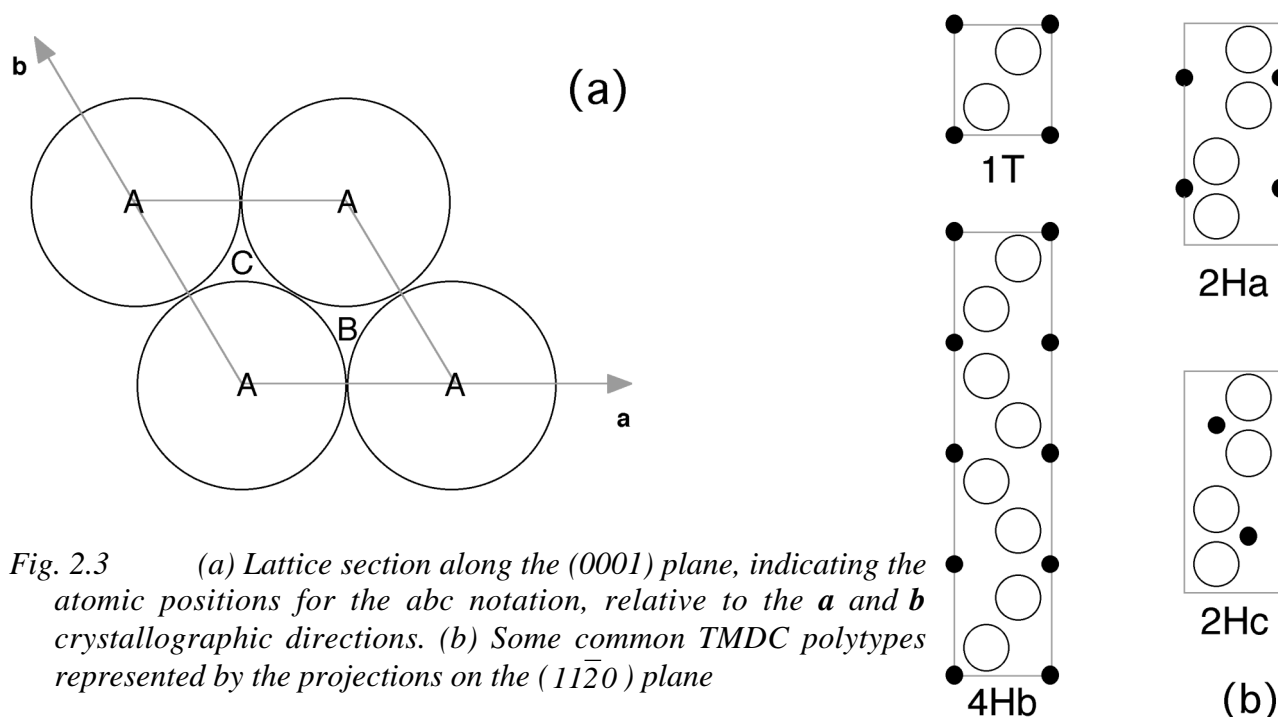 b
(a)
A
A
C
B
A
A
a
1T
2Ha
4Hb
2Hc
(b)
Fig. 2.3 (a) Lattice section along the (0001) plane, indicating the
atomic positions for the abc notation, relative to the a and b
crystallographic directions. (b) Some common TMDC polytypes
represented by the projections on the (112̅0) plane